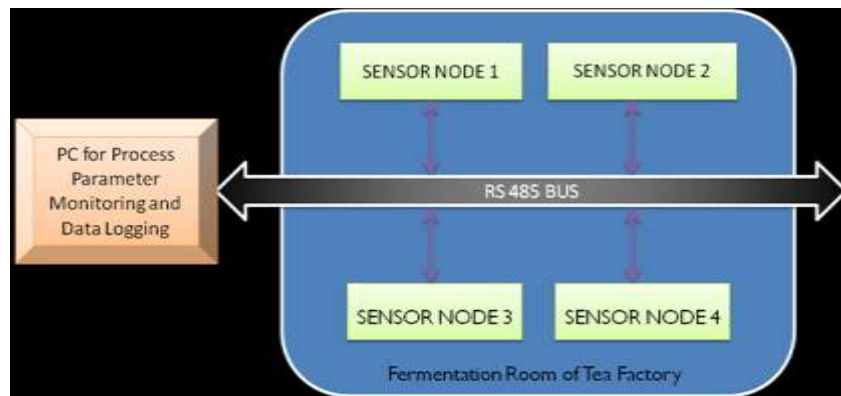 SENSOR NODE 1
SENSOR NODE 2
PC for Process
Parameter
Monitoring and
Data Logging
RS 485 BUS
SENSOR NODE 3
SENSOR NODE 4
Fermentation Room of Tea Factory